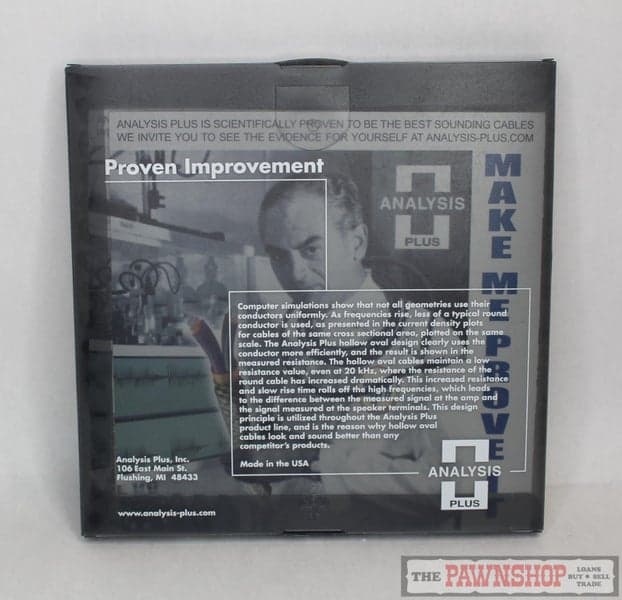 ANALYSIS PLUS IS SCIENTIFICALLY PROVEN TO BE THE BEST SOUNDING CABLES
WE INVITE YOU TO SEE THE EVIDENCE FOR YOURSELF AT ANALYSIS-PLUS.COM
Proven Improvement
ANALYSIS
PLUS
MAKE ME PROVE IT
Computer simulations show that not all geometries use their
conductors uniformly. As frequencies rise, less of a typical round
conductor is used, as presented in the current density plots
for cables of the same cross sectional area, plotted on the same
scale. The Analysis Plus hollow oval design clearly uses the
conductor more efficiently, and the result is shown in the
measured resistance. The hollow oval cables maintain a low
resistance value, even at 20 kHz, where the resistance of the
round cable has increased dramatically. This increased resistance
and slow rise time rolls off the high frequencies, which leads
to the difference between the measured signal at the amp and
the signal measured at the speaker terminals. This design
principle is utilized throughout the Analysis Plus
product line, and is the reason why hollow oval
cables look and sound better than any
competitor's products.
Made in the USA
Analysis Plus, Inc.
106 East Main St.
Flushing, MI 48433
www.analysis-plus.com
ANALYSIS
PLUS
THE PAWNSHOP
LOANS
BUY SELL
TRADE